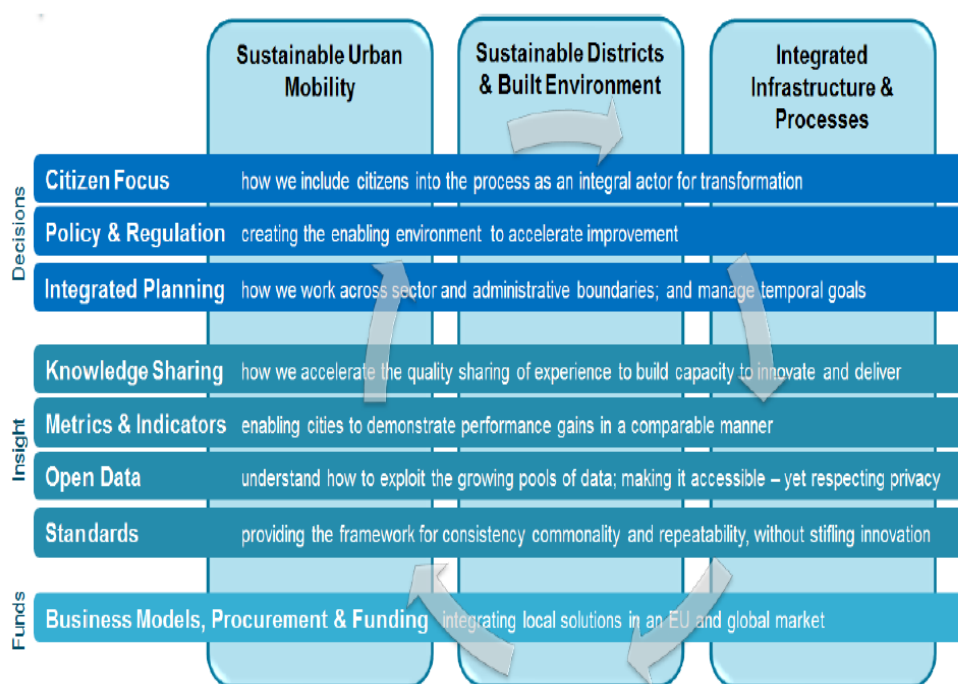 Sustainable Urban
Mobility
Sustainable Districts
& Built Environment
Integrated
Infrastructure &
Processes
Decisions
Citizen Focus how we include citizens into the process as an integral actor for transformation
Policy & Regulation creating the enabling environment to accelerate improvement
Integrated Planning how we work across sector and administrative boundaries; and manage temporal goals
Insight
Knowledge Sharing how we accelerate the quality sharing of experience to build capacity to innovate and deliver
Metrics & Indicators enabling cities to demonstrate performance gains in a comparable manner
Open Data understand how to exploit the growing pools of data; making it accessible – yet respecting privacy
Standards providing the framework for consistency commonality and repeatability, without stifling innovation
Funds
Business Models, Procurement & Funding integrating local solutions in an EU and global market